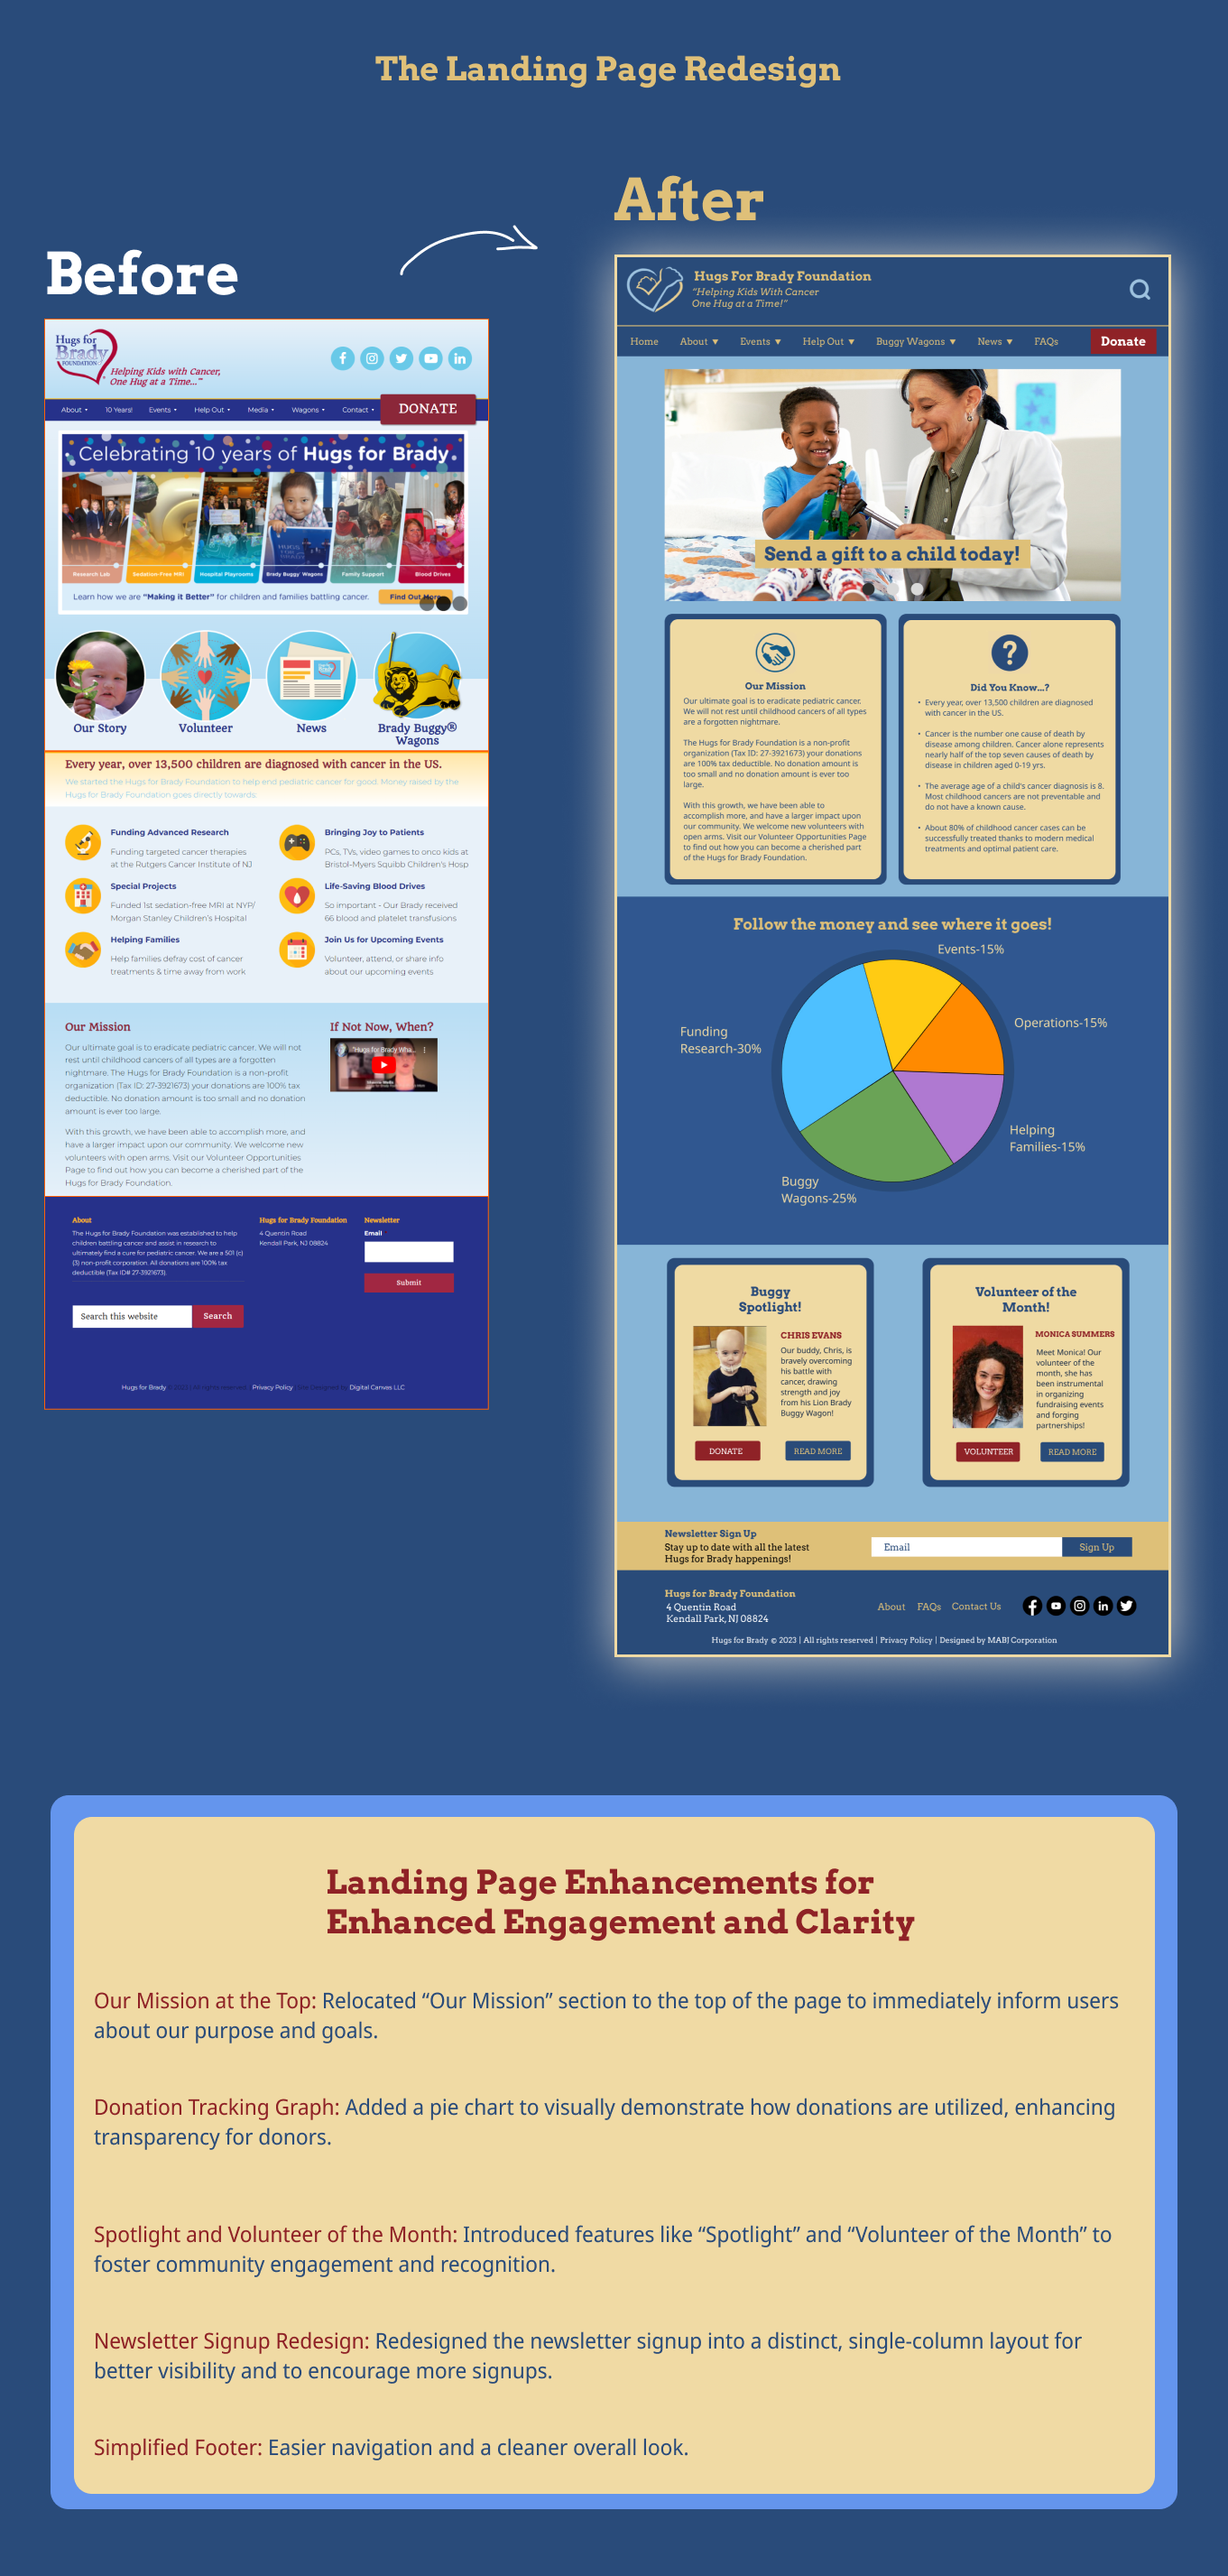 The Landing Page Redesign
Before
Hugs for
Brady
FOUNDATION
Helping Kids with Cancer,
One Hug at a Time...™
About
10 Years!
Events
Help Out
Media
Wagons
Contact
DONATE
Celebrating 10 years of Hugs for Brady
Research Lab
Sedation-Free MRI
Hospital Playrooms
Brady Buggy Wagons
Family Support
Blood Drives
Learn how we are "Making it Better" for children and families battling cancer.
Find Out More
Our Story
Volunteer
News
Brady Buggy®
Wagons
Every year, over 13,500 children are diagnosed with cancer in the US.
We started the Hugs for Brady Foundation to help end pediatric cancer for good. Money raised by the
Hugs for Brady Foundation goes directly towards:
Funding Advanced Research
Funding targeted cancer therapies
at the Rutgers Cancer Institute of NJ
Bringing Joy to Patients
PCs, TVs, video games to onco kids at
Bristol-Myers Squibb Children's Hosp
Special Projects
Funded 1st sedation-free MRI at NYP/
Morgan Stanley Children's Hospital
Life-Saving Blood Drives
So important - Our Brady received
66 blood and platelet transfusions
Helping Families
Help families defray cost of cancer
treatments & time away from work
Join Us for Upcoming Events
Volunteer, attend, or share info
about our upcoming events
Our Mission
Our ultimate goal is to eradicate pediatric cancer. We will not
rest until childhood cancers of all types are a forgotten
nightmare. The Hugs for Brady Foundation is a non-profit
organization (Tax ID: 27-3921673) your donations are 100% tax
deductible. No donation amount is too small and no donation
amount is ever too large.
With this growth, we have been able to accomplish more, and
have a larger impact upon our community. We welcome new
volunteers with open arms. Visit our Volunteer Opportunities
Page to find out how you can become a cherished part of the
Hugs for Brady Foundation.
If Not Now, When?
"Hugs for Brady Wha...
About
The Hugs for Brady Foundation was established to help
children battling cancer and assist in research to
ultimately find a cure for pediatric cancer. We are a 501 (c)
(3) non-profit corporation. All donations are 100% tax
deductible (Tax ID# 27-3921673).
Hugs for Brady Foundation
4 Quentin Road
Kendall Park, NJ 08824
Newsletter
Email
Submit
Search this website
Search
Hugs for Brady © 2023 | All rights reserved | Privacy Policy | Site Designed by Digital Canvas LLC
After
Hugs For Brady Foundation
"Helping Kids With Cancer
One Hug at a Time!"
Home
About
Events
Help Out
Buggy Wagons
News
FAQs
Donate
Send a gift to a child today!
Our Mission
Our ultimate goal is to eradicate pediatric cancer.
We will not rest until childhood cancers of all types
are a forgotten nightmare.
The Hugs for Brady Foundation is a non-profit
organization (Tax ID: 27-3921673) your donations
are 100% tax deductible. No donation amount is
too small and no donation amount is ever too
large.
With this growth, we have been able to
accomplish more, and have a larger impact upon
our community. We welcome new volunteers with
open arms. Visit our Volunteer Opportunities Page
to find out how you can become a cherished part
of the Hugs for Brady Foundation.
?
Did You Know...?
• Every year, over 13,500 children are diagnosed
with cancer in the US.
• Cancer is the number one cause of death by
disease among children. Cancer alone represents
nearly half of the top seven causes of death by
disease in children aged 0-19 yrs.
• The average age of a child's cancer diagnosis is 8.
Most childhood cancers are not preventable and
do not have a known cause.
• About 80% of childhood cancer cases can be
successfully treated thanks to modern medical
treatments and optimal patient care.
Follow the money and see where it goes!
Events-15%
Operations-15%
Funding
Research-30%
Helping
Families-15%
Buggy
Wagons-25%
Buggy
Spotlight!
CHRIS EVANS
Our buddy, Chris, is
bravely overcoming
his battle with
cancer, drawing
strength and joy
from his Lion Brady
Buggy Wagon!
DONATE
READ MORE
Volunteer of the
Month!
MONICA SUMMERS
Meet Monica! Our
volunteer of the
month, she has
been instrumental
in organizing
fundraising events
and forging
partnerships!
VOLUNTEER
READ MORE
Newsletter Sign Up
Stay up to date with all the latest
Hugs for Brady happenings!
Email
Sign Up
Hugs for Brady Foundation
4 Quentin Road
Kendall Park, NJ 08824
About
FAQs
Contact Us
Hugs for Brady © 2023 | All rights reserved | Privacy Policy | Designed by MABJ Corporation
Landing Page Enhancements for
Enhanced Engagement and Clarity
Our Mission at the Top: Relocated “Our Mission” section to the top of the page to immediately inform users
about our purpose and goals.
Donation Tracking Graph: Added a pie chart to visually demonstrate how donations are utilized, enhancing
transparency for donors.
Spotlight and Volunteer of the Month: Introduced features like “Spotlight” and “Volunteer of the Month” to
foster community engagement and recognition.
Newsletter Signup Redesign: Redesigned the newsletter signup into a distinct, single-column layout for
better visibility and to encourage more signups.
Simplified Footer: Easier navigation and a cleaner overall look.